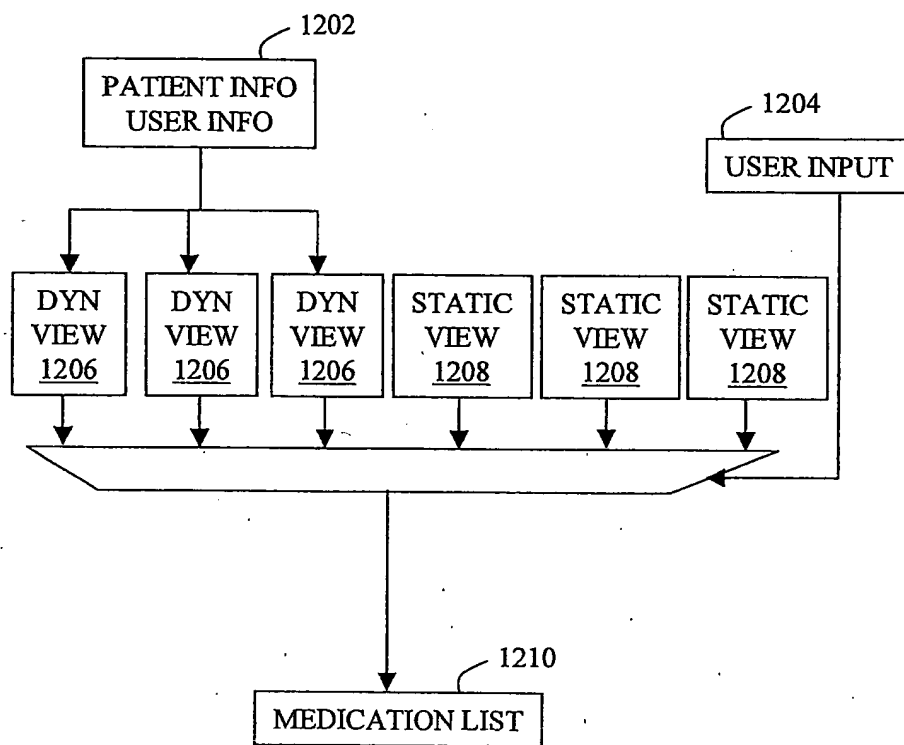 1202
PATIENT INFO
USER INFO
1204
USER INPUT
DYN
VIEW
1206
DYN
VIEW
1206
DYN
VIEW
1206
STATIC
VIEW
1208
STATIC
VIEW
1208
STATIC
VIEW
1208
1210
MEDICATION LIST